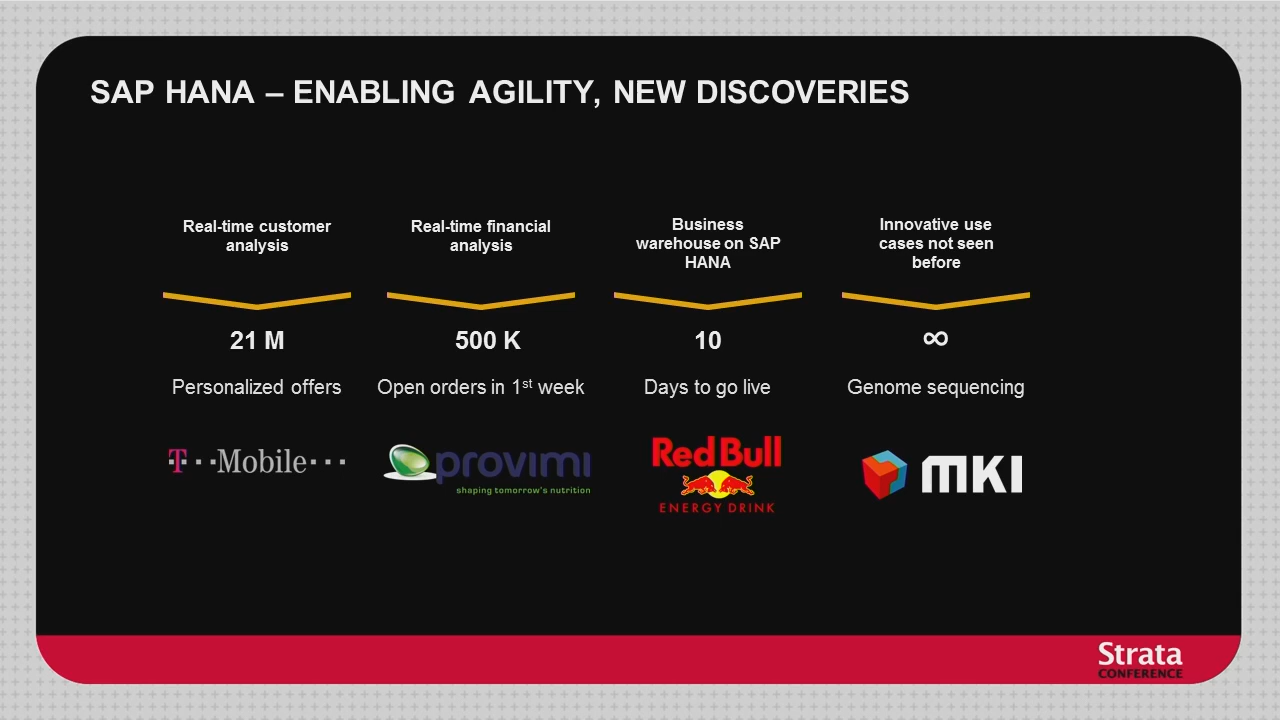 SAP HANA – ENABLING AGILITY, NEW DISCOVERIES
Real-time customer
analysis
21 M
Personalized offers
T··Mobile···
Real-time financial
analysis
500 K
Open orders in 1st week
provimi
shaping tomorrow's nutrition
Business
warehouse on SAP
HANA
10
Days to go live
Red Bull
ENERGY DRINK
Innovative use
cases not seen
before
∞
Genome sequencing
MKI
Strata
CONFERENCE